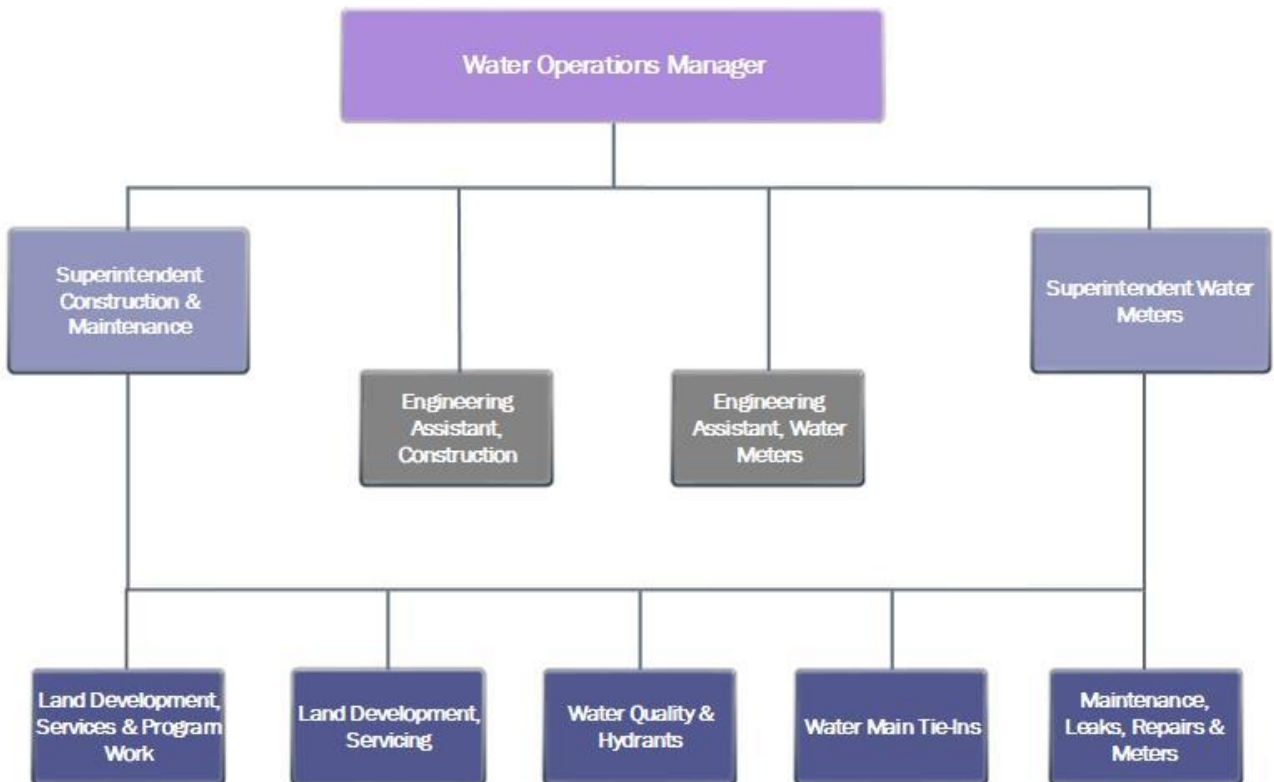 Water Operations Manager
Superintendent
Construction &
Maintenance
Superintendent Water
Meters
Engineering
Assistant,
Construction
Engineering
Assistant, Water
Meters
Land Development,
Services & Program
Work
Land Development,
Servicing
Water Quality &
Hydrants
Water Main Tie-Ins
Maintenance,
Leaks, Repairs &
Meters